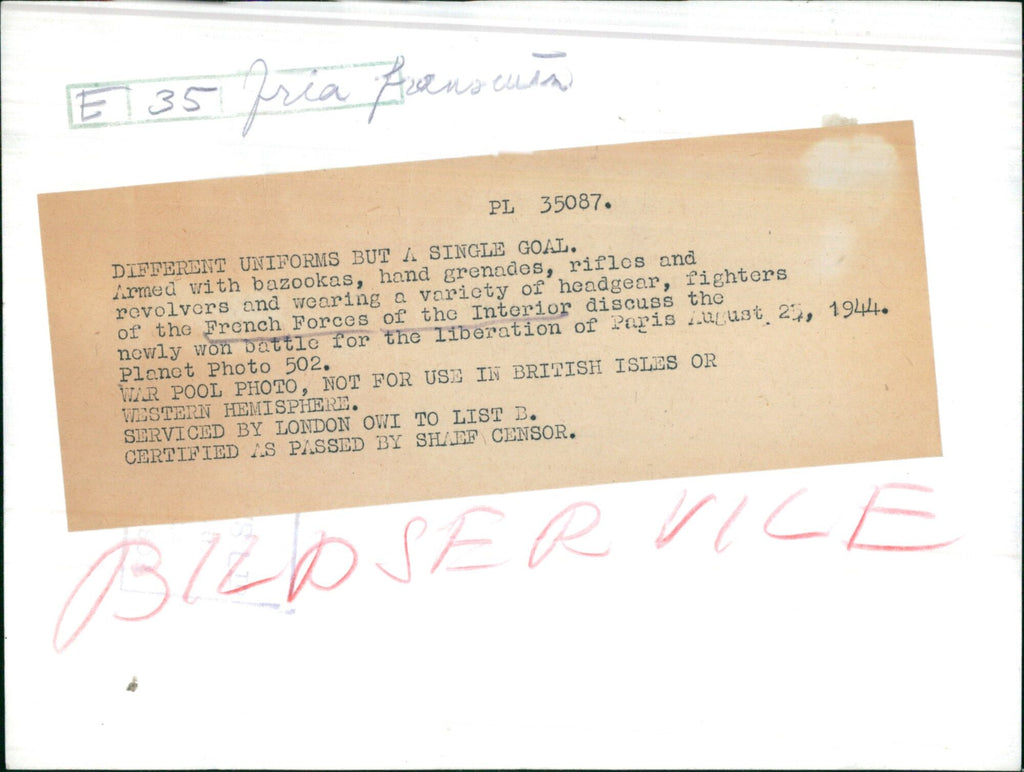 E 35 Fria
PL 35087.
DIFFERENT UNIFORMS BUT A SINGLE GOAL.
Armed with bazookas, hand grenades, rifles and
revolvers and wearing a variety of headgear, fighters
of the French Forces of the Interior discuss the
newly won battle for the liberation of Paris August , 1944.
Planet Photo 502.
WAR POOL PHOTO, NOT FOR USE IN BRITISH ISLES OR
WESTERN HEMISPHERE.
SERVICED BY LONDON OWI TO LIST B.
CERTIFIED AS PASSED BY SHAEF CENSOR.
BILDSERVICE